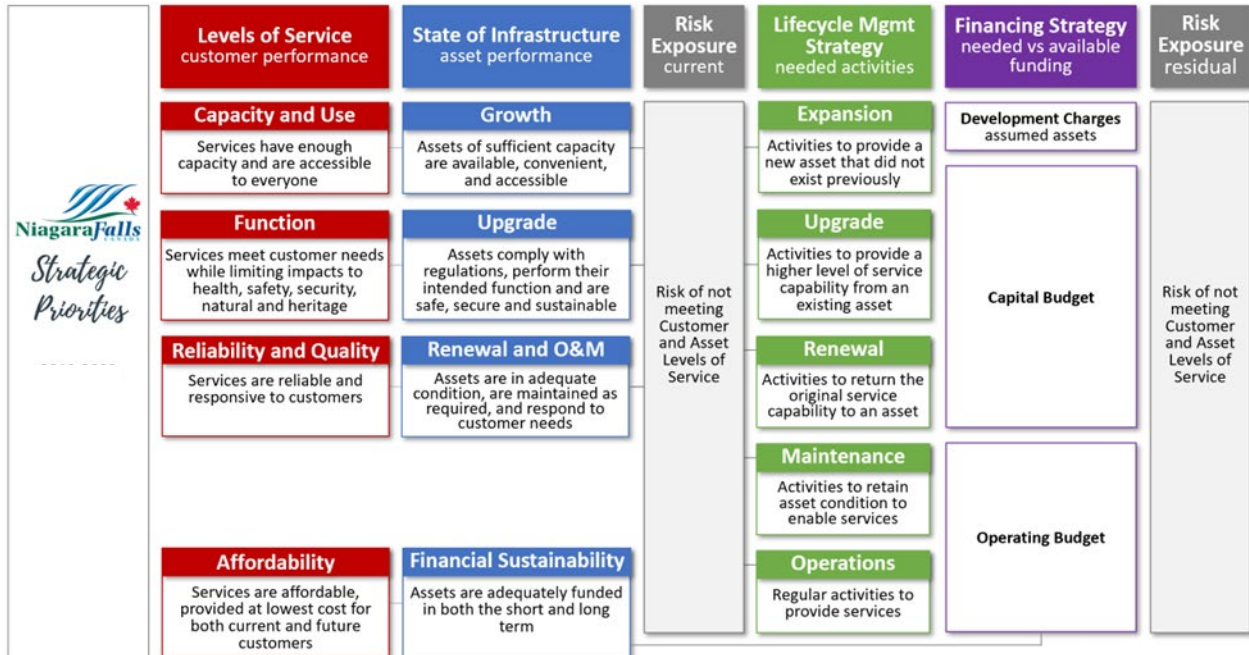 NiagaraFalls
CANADA
Strategic
Priorities
Levels of Service
customer performance
Capacity and Use
Services have enough
capacity and are accessible
to everyone
Function
Services meet customer needs
while limiting impacts to
health, safety, security,
natural and heritage
Reliability and Quality
Services are reliable and
responsive to customers
Affordability
Services are affordable,
provided at lowest cost for
both current and future
customers
State of Infrastructure
asset performance
Growth
Assets of sufficient capacity
are available, convenient,
and accessible
Upgrade
Assets comply with
regulations, perform their
intended function and are
safe, secure and sustainable
Renewal and O&M
Assets are in adequate
condition, are maintained as
required, and respond to
customer needs
Financial Sustainability
Assets are adequately funded
in both the short and long
term
Risk
Exposure
current
Risk of not
meeting
Customer
and Asset
Levels of
Service
Lifecycle Mgmt
Strategy
needed activities
Expansion
Activities to provide a
new asset that did not
exist previously
Upgrade
Activities to provide a
higher level of service
capability from an
existing asset
Renewal
Activities to return the
original service
capability to an asset
Maintenance
Activities to retain
asset condition to
enable services
Operations
Regular activities to
provide services
Financing Strategy
needed vs available
funding
Development Charges
assumed assets
Capital Budget
Operating Budget
Risk
Exposure
residual
Risk of not
meeting
Customer
and Asset
Levels of
Service